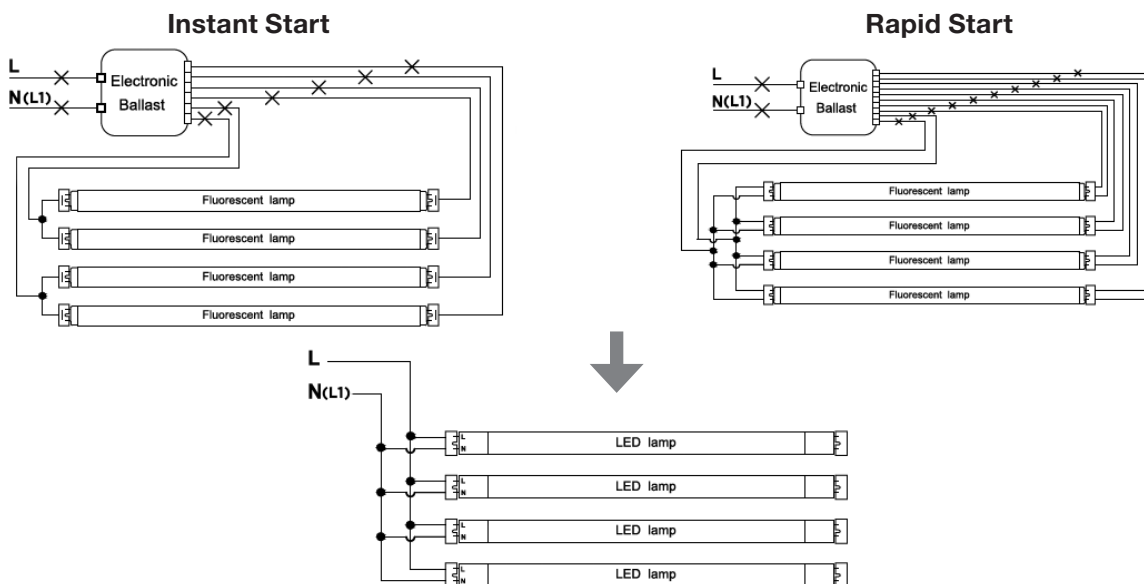 Instant Start
L
N(L1)
Electronic
Ballast
Fluorescent lamp
Fluorescent lamp
Fluorescent lamp
Fluorescent lamp
Rapid Start
L
N(L1)
Electronic
Ballast
Fluorescent lamp
Fluorescent lamp
Fluorescent lamp
Fluorescent lamp
L
N(L1)
L
N
LED lamp
L
N
LED lamp
L
N
LED lamp
L
N
LED lamp